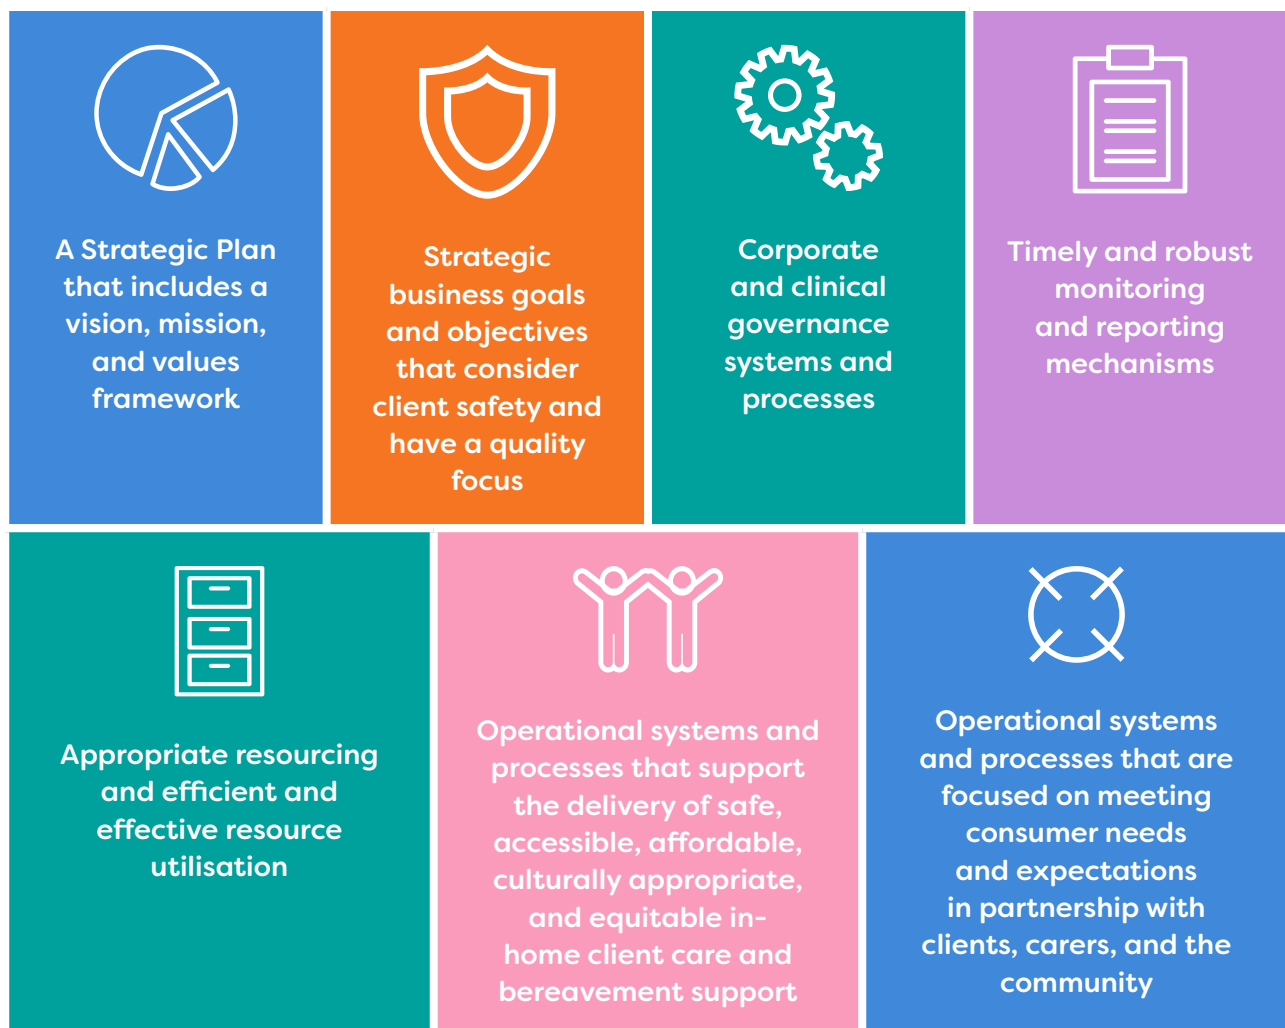 A Strategic Plan
that includes a
vision, mission,
and values
framework
Strategic
business goals
and objectives
that consider
client safety and
have a quality
focus
Corporate
and clinical
governance
systems and
processes
Timely and robust
monitoring
and reporting
mechanisms
Appropriate resourcing
and efficient and
effective resource
utilisation
Operational systems and
processes that support
the delivery of safe,
accessible, affordable,
culturally appropriate,
and equitable in-
home client care and
bereavement support
Operational systems
and processes that are
focused on meeting
consumer needs
and expectations
in partnership with
clients, carers, and the
community